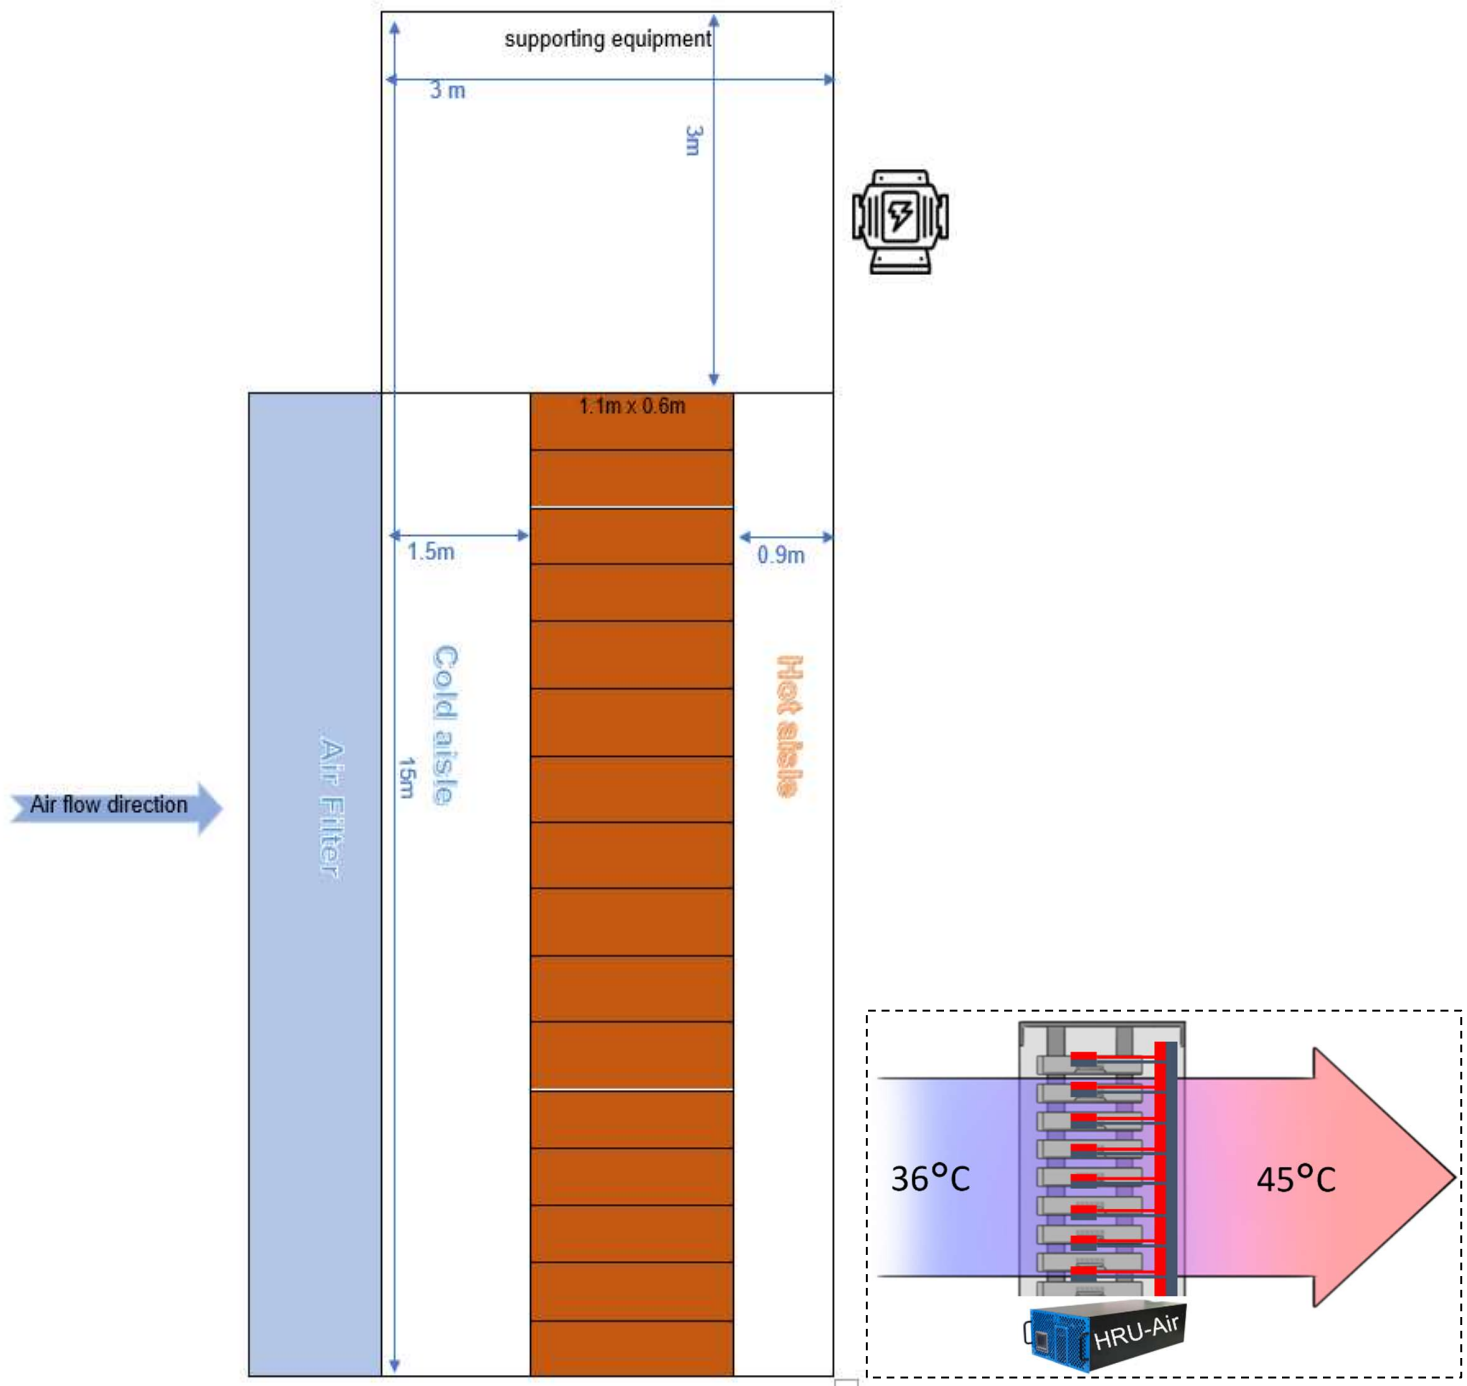 supporting equipment
3 m
3m
1.1m x 0.6m
1.5m
0.9m
Cold aisle
Hot aisle
15m
Air Filter
Air flow direction
36°C
45°C
HRU-Air